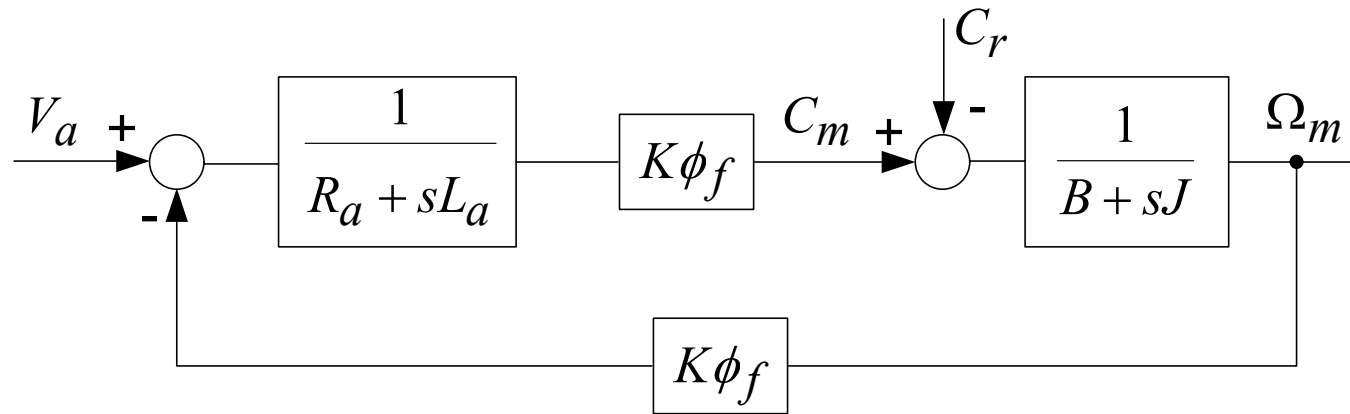 V_a
+
-
1
R_a + sL_a
Kϕ_f
C_m
+
C_r
-
1
B + sJ
Ω_m
Kϕ_f